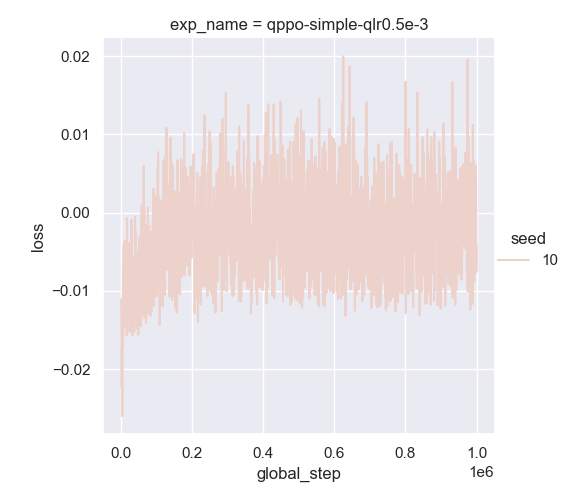 exp_name = qppo-simple-qlr0.5e-3
0.02
0.01
0.00
−0.01
−0.02
loss
0.0 0.2 0.4 0.6 0.8 1.0
1e6
global_step
seed
10